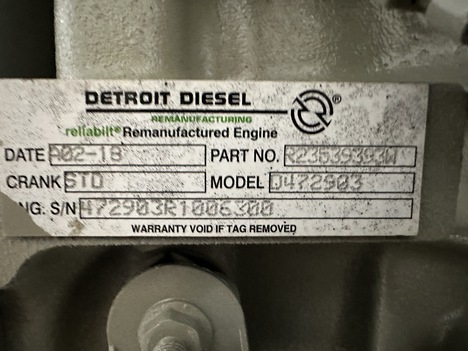 DETROIT DIESEL
REMANUFACTURING
reliabilt® Remanufactured Engine
DATE A02-18 PART NO. R23539393W
CRANK STD MODEL D472903
NG. S/N 472903R1006300
WARRANTY VOID IF TAG REMOVED